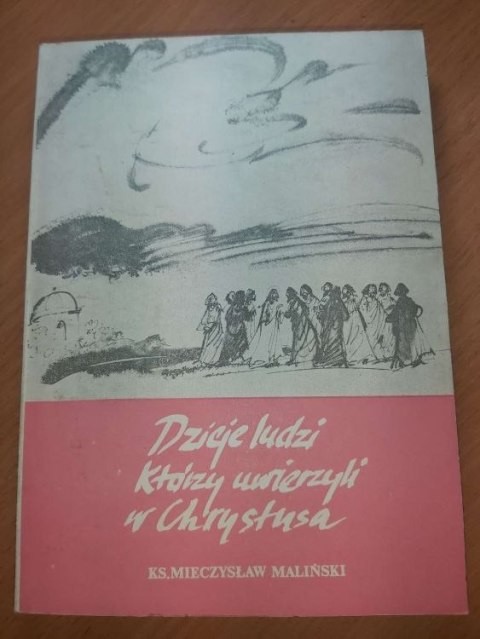 Dzieje ludzi
którzy uwierzyli
w Chrystusa
KS. MIECZYSŁAW MALIŃSKI